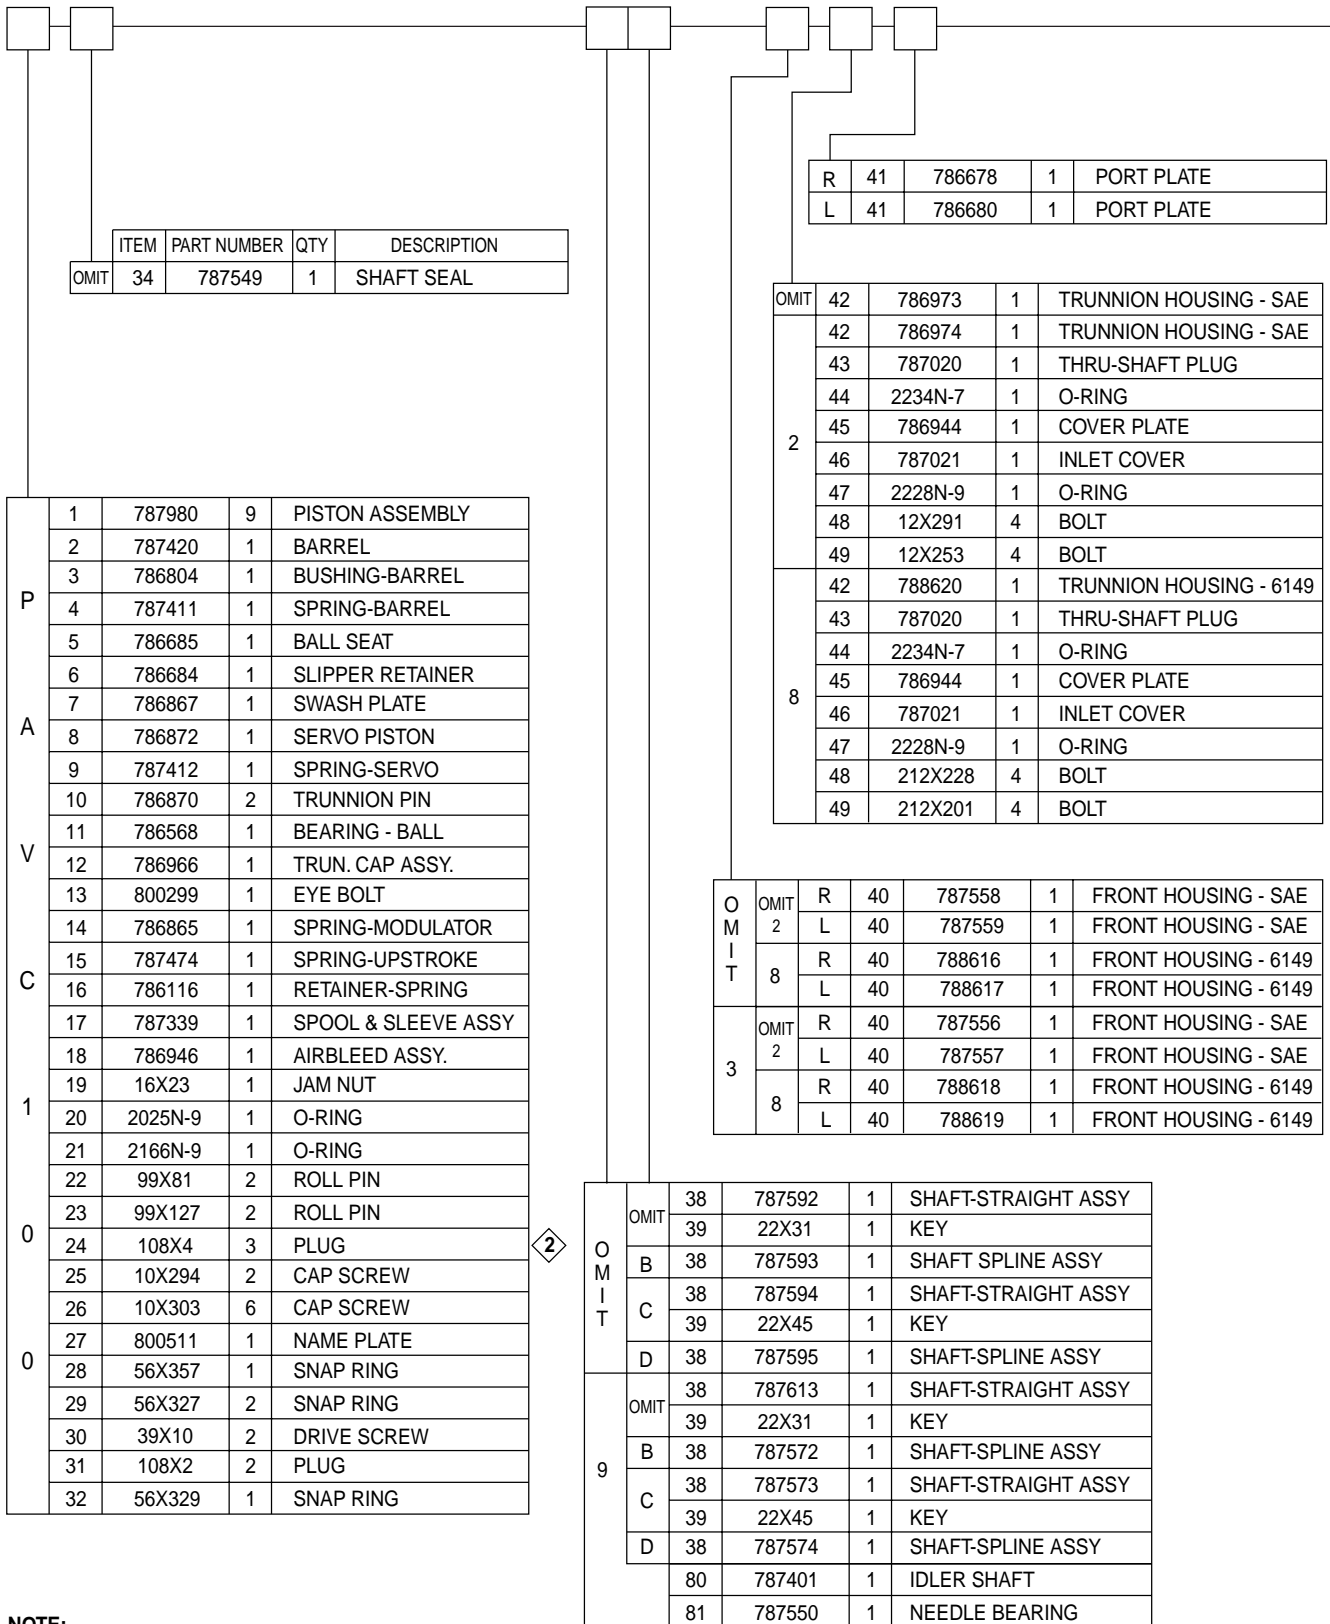 R 41 786678 1 PORT PLATE
L 41 786680 1 PORT PLATE
ITEM PART NUMBER QTY DESCRIPTION
OMIT 34 787549 1 SHAFT SEAL
OMIT 42 786973 1 TRUNNION HOUSING - SAE
2
42 786974 1 TRUNNION HOUSING - SAE
43 787020 1 THRU-SHAFT PLUG
44 2234N-7 1 O-RING
45 786944 1 COVER PLATE
46 787021 1 INLET COVER
47 2228N-9 1 O-RING
48 12X291 4 BOLT
49 12X253 4 BOLT
8
42 788620 1 TRUNNION HOUSING - 6149
43 787020 1 THRU-SHAFT PLUG
44 2234N-7 1 O-RING
45 786944 1 COVER PLATE
46 787021 1 INLET COVER
47 2228N-9 1 O-RING
48 212X228 4 BOLT
49 212X201 4 BOLT
P
A
V
C
1
0
0
1 787980 9 PISTON ASSEMBLY
2 787420 1 BARREL
3 786804 1 BUSHING-BARREL
4 787411 1 SPRING-BARREL
5 786685 1 BALL SEAT
6 786684 1 SLIPPER RETAINER
7 786867 1 SWASH PLATE
8 786872 1 SERVO PISTON
9 787412 1 SPRING-SERVO
10 786870 2 TRUNNION PIN
11 786568 1 BEARING - BALL
12 786966 1 TRUN. CAP ASSY.
13 800299 1 EYE BOLT
14 786865 1 SPRING-MODULATOR
15 787474 1 SPRING-UPSTROKE
16 786116 1 RETAINER-SPRING
17 787339 1 SPOOL & SLEEVE ASSY
18 786946 1 AIRBLEED ASSY.
19 16X23 1 JAM NUT
20 2025N-9 1 O-RING
21 2166N-9 1 O-RING
22 99X81 2 ROLL PIN
23 99X127 2 ROLL PIN
24 108X4 3 PLUG
25 10X294 2 CAP SCREW
26 10X303 6 CAP SCREW
27 800511 1 NAME PLATE
28 56X357 1 SNAP RING
29 56X327 2 SNAP RING
30 39X10 2 DRIVE SCREW
31 108X2 2 PLUG
32 56X329 1 SNAP RING
2
O
M
I
T
OMIT
2
R 40 787558 1 FRONT HOUSING - SAE
L 40 787559 1 FRONT HOUSING - SAE
8
R 40 788616 1 FRONT HOUSING - 6149
L 40 788617 1 FRONT HOUSING - 6149
3
OMIT
2
R 40 787556 1 FRONT HOUSING - SAE
L 40 787557 1 FRONT HOUSING - SAE
8
R 40 788618 1 FRONT HOUSING - 6149
L 40 788619 1 FRONT HOUSING - 6149
O
M
I
T
OMIT
38 787592 1 SHAFT-STRAIGHT ASSY
39 22X31 1 KEY
B 38 787593 1 SHAFT SPLINE ASSY
C
38 787594 1 SHAFT-STRAIGHT ASSY
39 22X45 1 KEY
D 38 787595 1 SHAFT-SPLINE ASSY
9
OMIT
38 787613 1 SHAFT-STRAIGHT ASSY
39 22X31 1 KEY
B 38 787572 1 SHAFT-SPLINE ASSY
C
38 787573 1 SHAFT-STRAIGHT ASSY
39 22X45 1 KEY
D 38 787574 1 SHAFT-SPLINE ASSY
80 787401 1 IDLER SHAFT
81 787550 1 NEEDLE BEARING
NOTE: